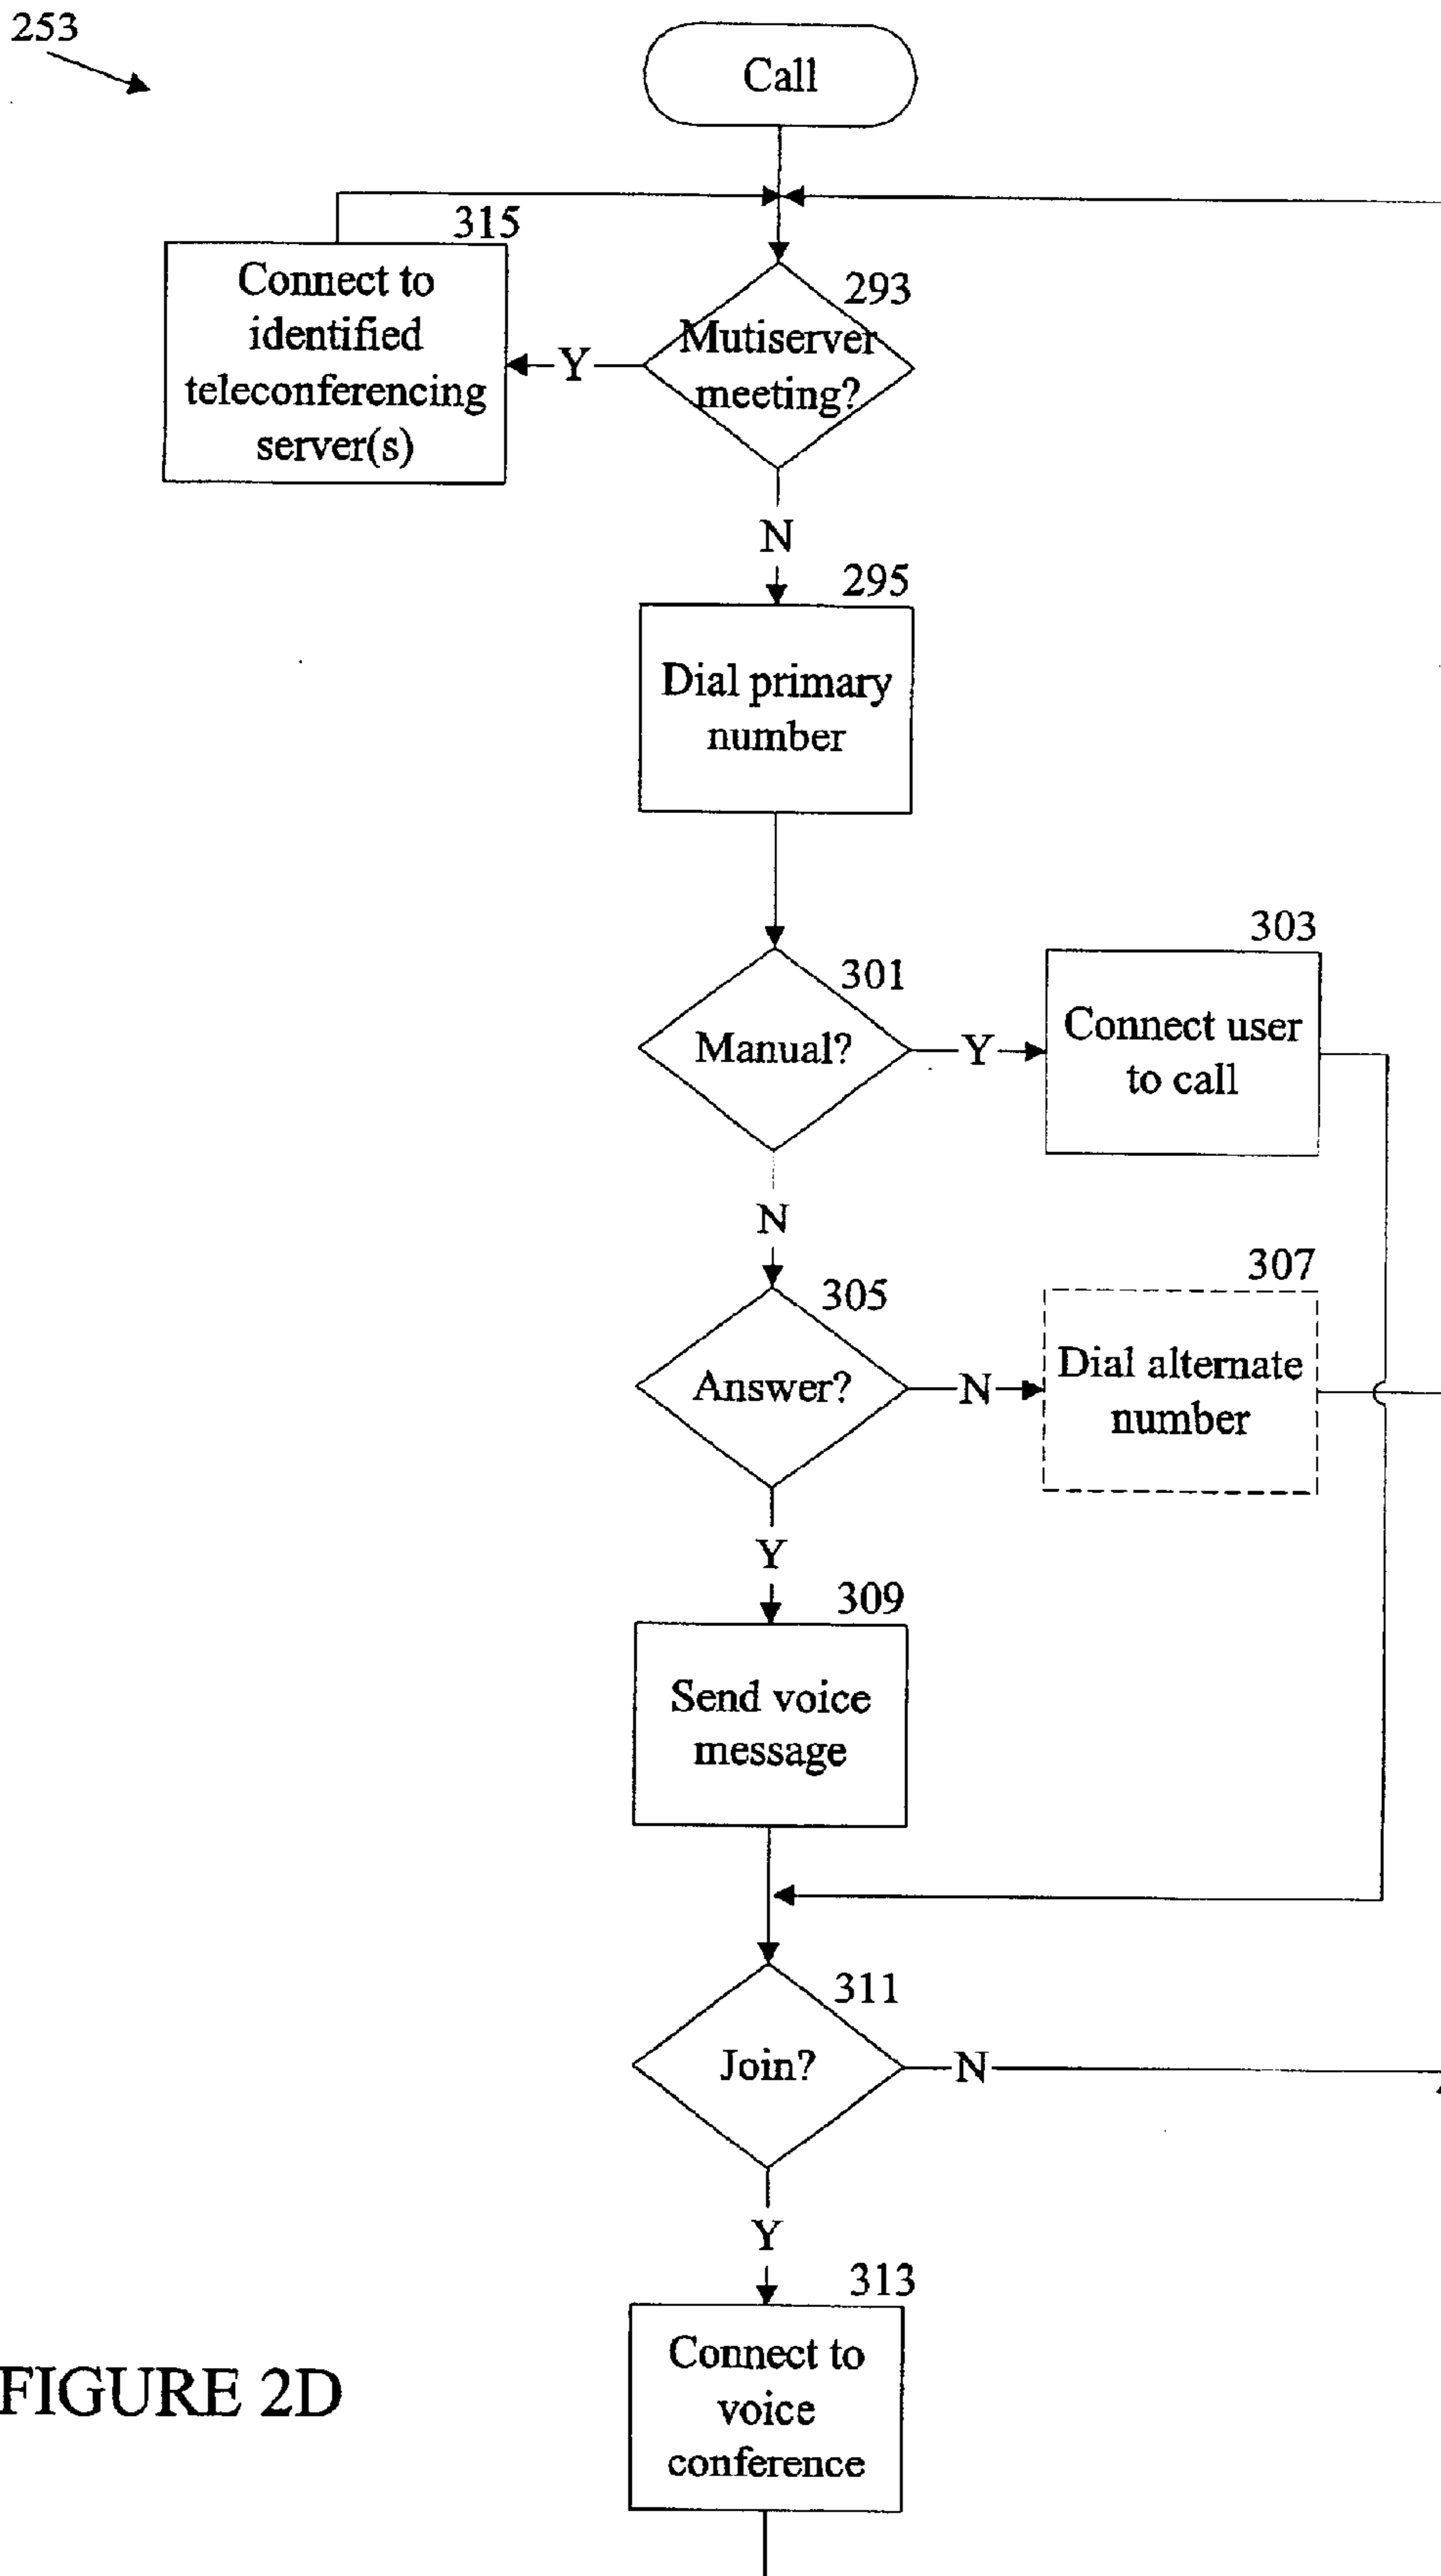 253
Call
315
Connect to
identified
teleconferencing
server(s)
Y
293
Mutiserver
meeting?
N
295
Dial primary
number
301
Manual?
Y
303
Connect user
to call
N
305
Answer?
N
307
Dial alternate
number
Y
309
Send voice
message
311
Join?
N
Y
313
Connect to
voice
conference
FIGURE 2D